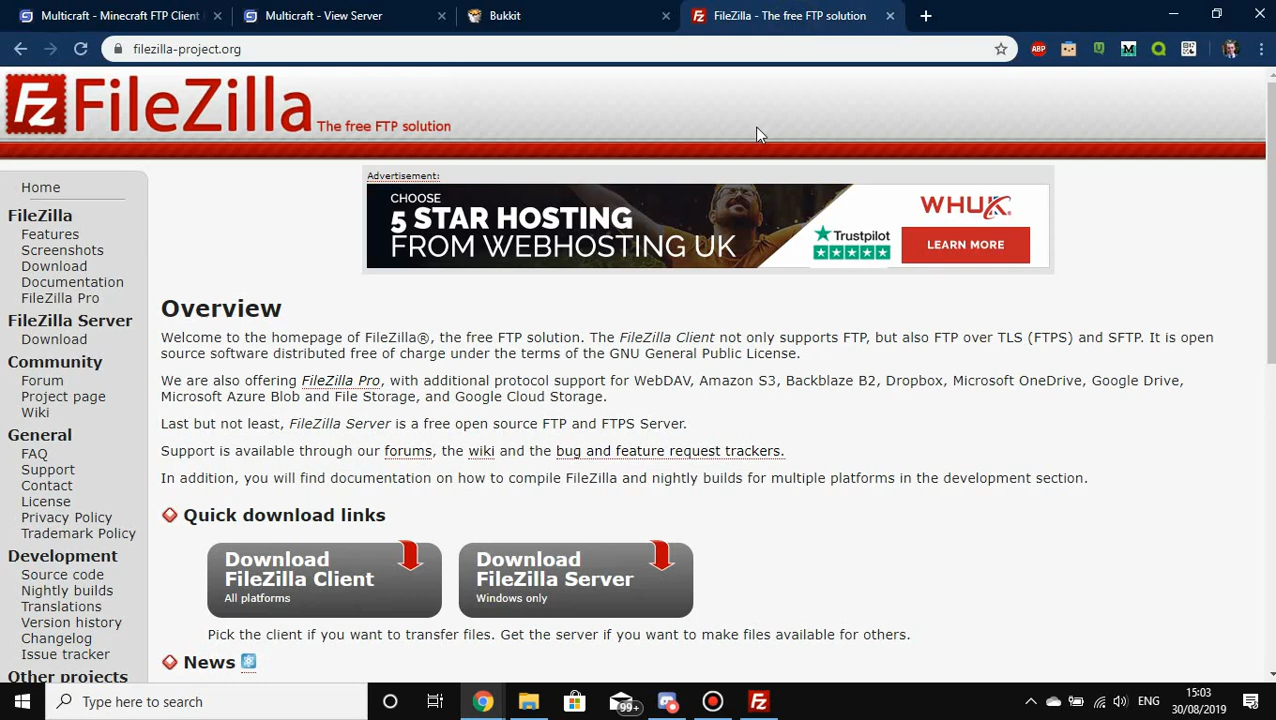 Multicraft - Minecraft FTP Client
Multicraft - View Server
Bukkit
FileZilla - The free FTP solution
filezilla-project.org
ABP
FileZilla
The free FTP solution
Home
FileZilla
Features
Screenshots
Download
Documentation
FileZilla Pro
FileZilla Server
Download
Community
Forum
Project page
Wiki
General
FAQ
Support
Contact
License
Privacy Policy
Trademark Policy
Development
Source code
Nightly builds
Translations
Version history
Changelog
Issue tracker
Other projects
Advertisement:
CHOOSE
5 STAR HOSTING
FROM WEBHOSTING UK
Trustpilot
WHUK
LEARN MORE
Overview
Welcome to the homepage of FileZilla®, the free FTP solution. The FileZilla Client not only supports FTP, but also FTP over TLS (FTPS) and SFTP. It is open
source software distributed free of charge under the terms of the GNU General Public License.
We are also offering FileZilla Pro, with additional protocol support for WebDAV, Amazon S3, Backblaze B2, Dropbox, Microsoft OneDrive, Google Drive,
Microsoft Azure Blob and File Storage, and Google Cloud Storage.
Last but not least, FileZilla Server is a free open source FTP and FTPS Server.
Support is available through our forums, the wiki and the bug and feature request trackers.
In addition, you will find documentation on how to compile FileZilla and nightly builds for multiple platforms in the development section.
Quick download links
Download
FileZilla Client
All platforms
Download
FileZilla Server
Windows only
Pick the client if you want to transfer files. Get the server if you want to make files available for others.
News
Type here to search
99+
ENG
15:03
30/08/2019